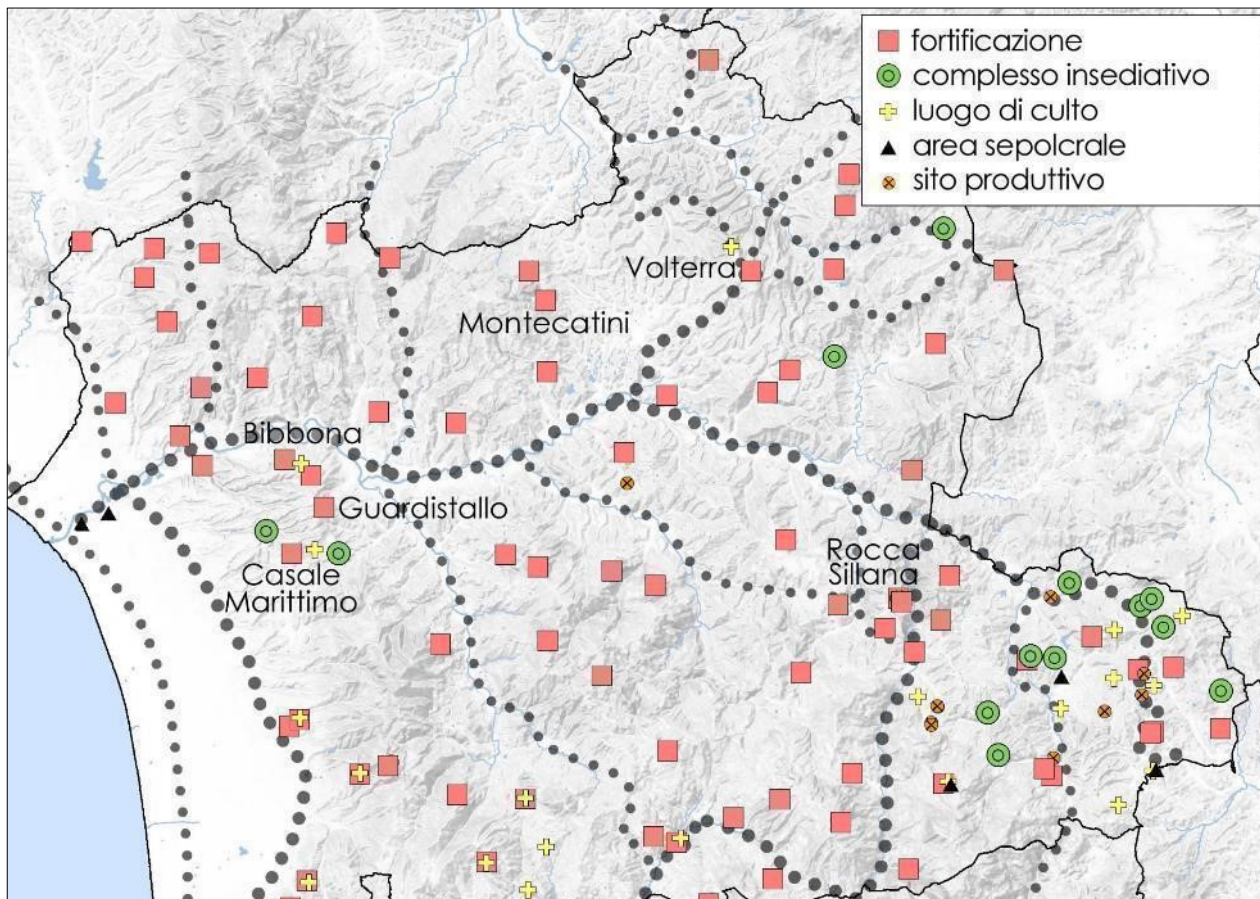 fortificazione
complesso insediativo
luogo di culto
area sepolcrale
sito produttivo
Volterra
Montecatini
Bibbona
Guardistallo
Casale
Marittimo
Rocca
Sillana